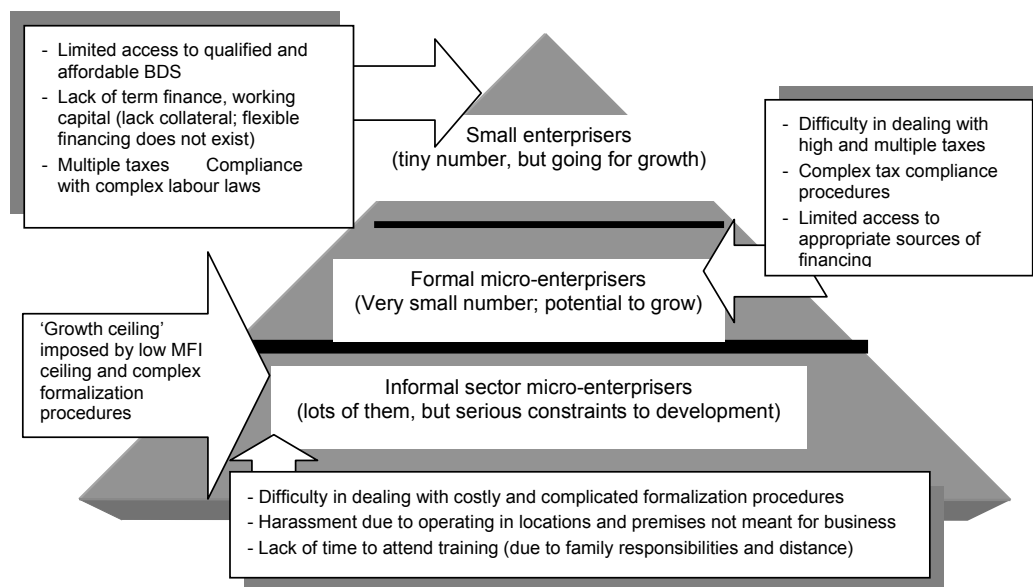 - Limited access to qualified and
affordable BDS
- Lack of term finance, working
capital (lack collateral; flexible
financing does not exist)
- Multiple taxes Compliance
with complex labour laws
Small enterprisers
(tiny number, but going for growth)
- Difficulty in dealing with
high and multiple taxes
- Complex tax compliance
procedures
- Limited access to
appropriate sources of
financing
Formal micro-enterprisers
(Very small number; potential to grow)
‘Growth ceiling’
imposed by low MFI
ceiling and complex
formalization
procedures
Informal sector micro-enterprisers
(lots of them, but serious constraints to development)
- Difficulty in dealing with costly and complicated formalization procedures
- Harassment due to operating in locations and premises not meant for business
- Lack of time to attend training (due to family responsibilities and distance)